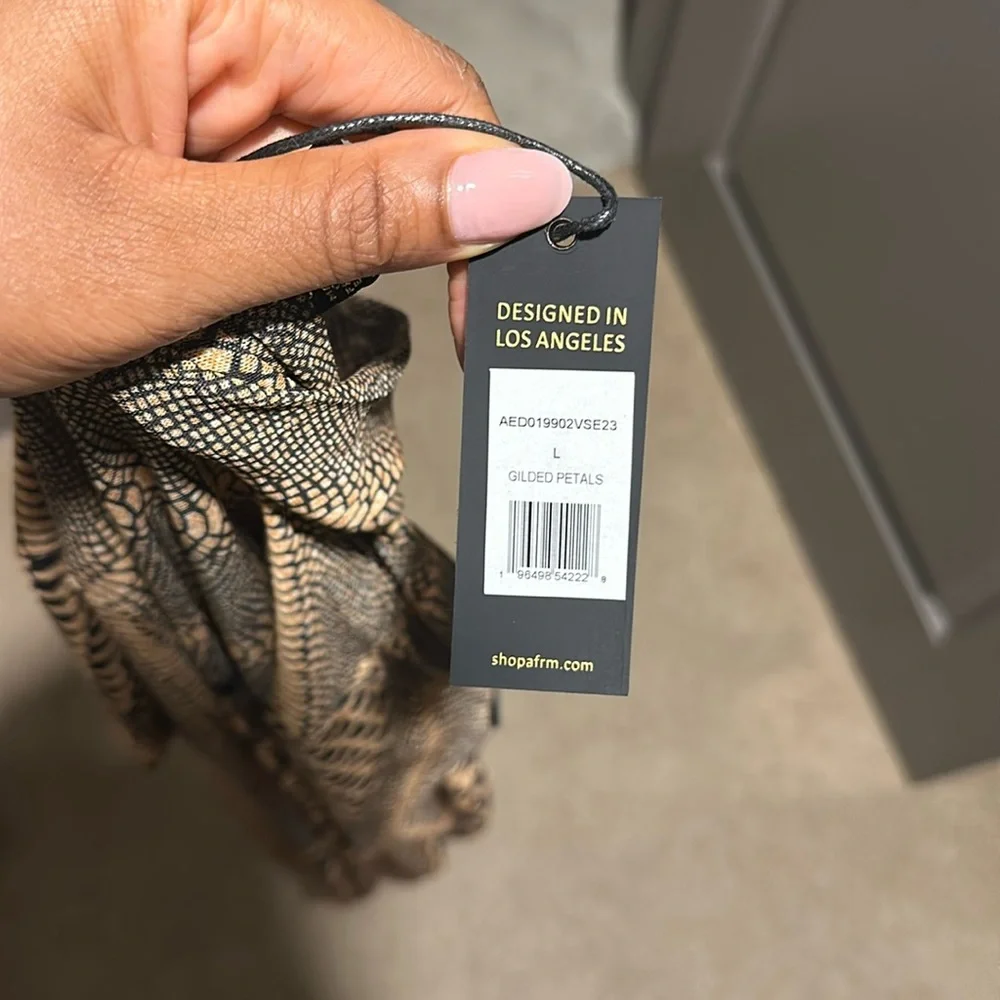 DESIGNED IN
LOS ANGELES
AED019902VSE23
L
GILDED PETALS
1 96498 54222 8
shopafrm.com